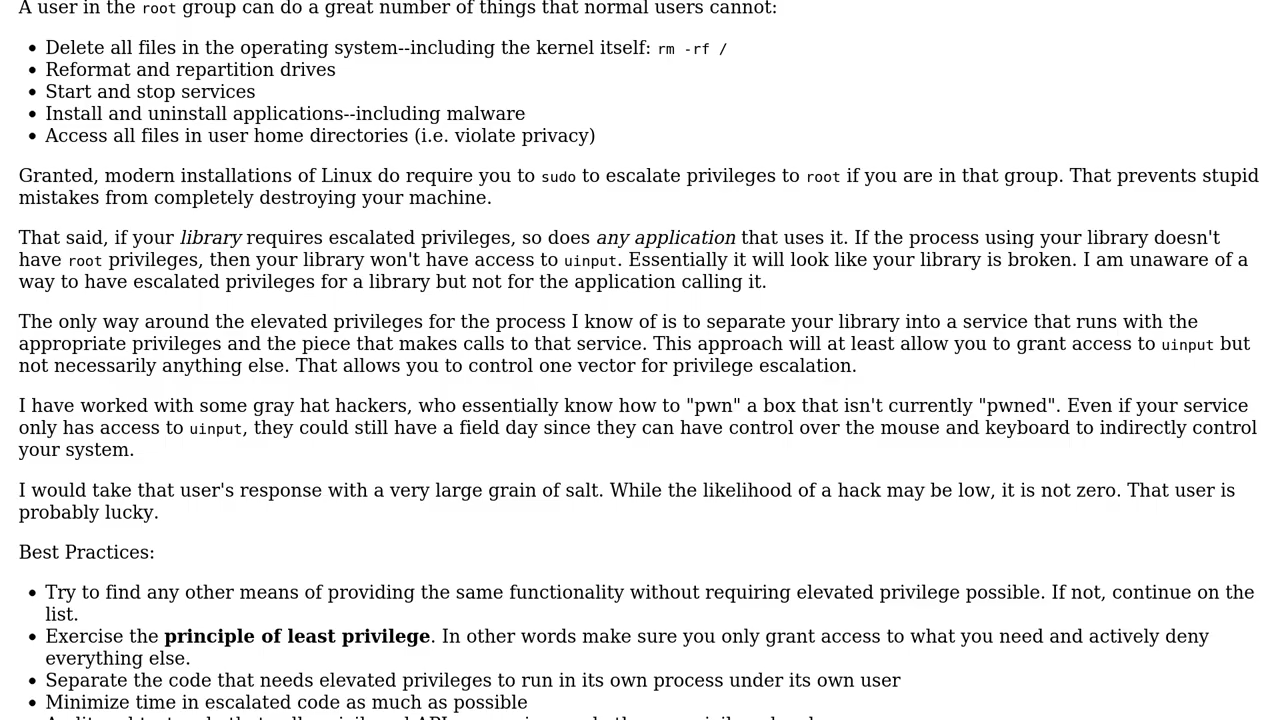 A user in the root group can do a great number of things that normal users cannot:
• Delete all files in the operating system--including the kernel itself: rm -rf /
• Reformat and repartition drives
• Start and stop services
• Install and uninstall applications--including malware
• Access all files in user home directories (i.e. violate privacy)
Granted, modern installations of Linux do require you to sudo to escalate privileges to root if you are in that group. That prevents stupid
mistakes from completely destroying your machine.
That said, if your library requires escalated privileges, so does any application that uses it. If the process using your library doesn't
have root privileges, then your library won't have access to uinput. Essentially it will look like your library is broken. I am unaware of a
way to have escalated privileges for a library but not for the application calling it.
The only way around the elevated privileges for the process I know of is to separate your library into a service that runs with the
appropriate privileges and the piece that makes calls to that service. This approach will at least allow you to grant access to uinput but
not necessarily anything else. That allows you to control one vector for privilege escalation.
I have worked with some gray hat hackers, who essentially know how to "pwn" a box that isn't currently "pwned". Even if your service
only has access to uinput, they could still have a field day since they can have control over the mouse and keyboard to indirectly control
your system.
I would take that user's response with a very large grain of salt. While the likelihood of a hack may be low, it is not zero. That user is
probably lucky.
Best Practices:
• Try to find any other means of providing the same functionality without requiring elevated privilege possible. If not, continue on the
list.
• Exercise the principle of least privilege. In other words make sure you only grant access to what you need and actively deny
everything else.
• Separate the code that needs elevated privileges to run in its own process under its own user
• Minimize time in escalated code as much as possible